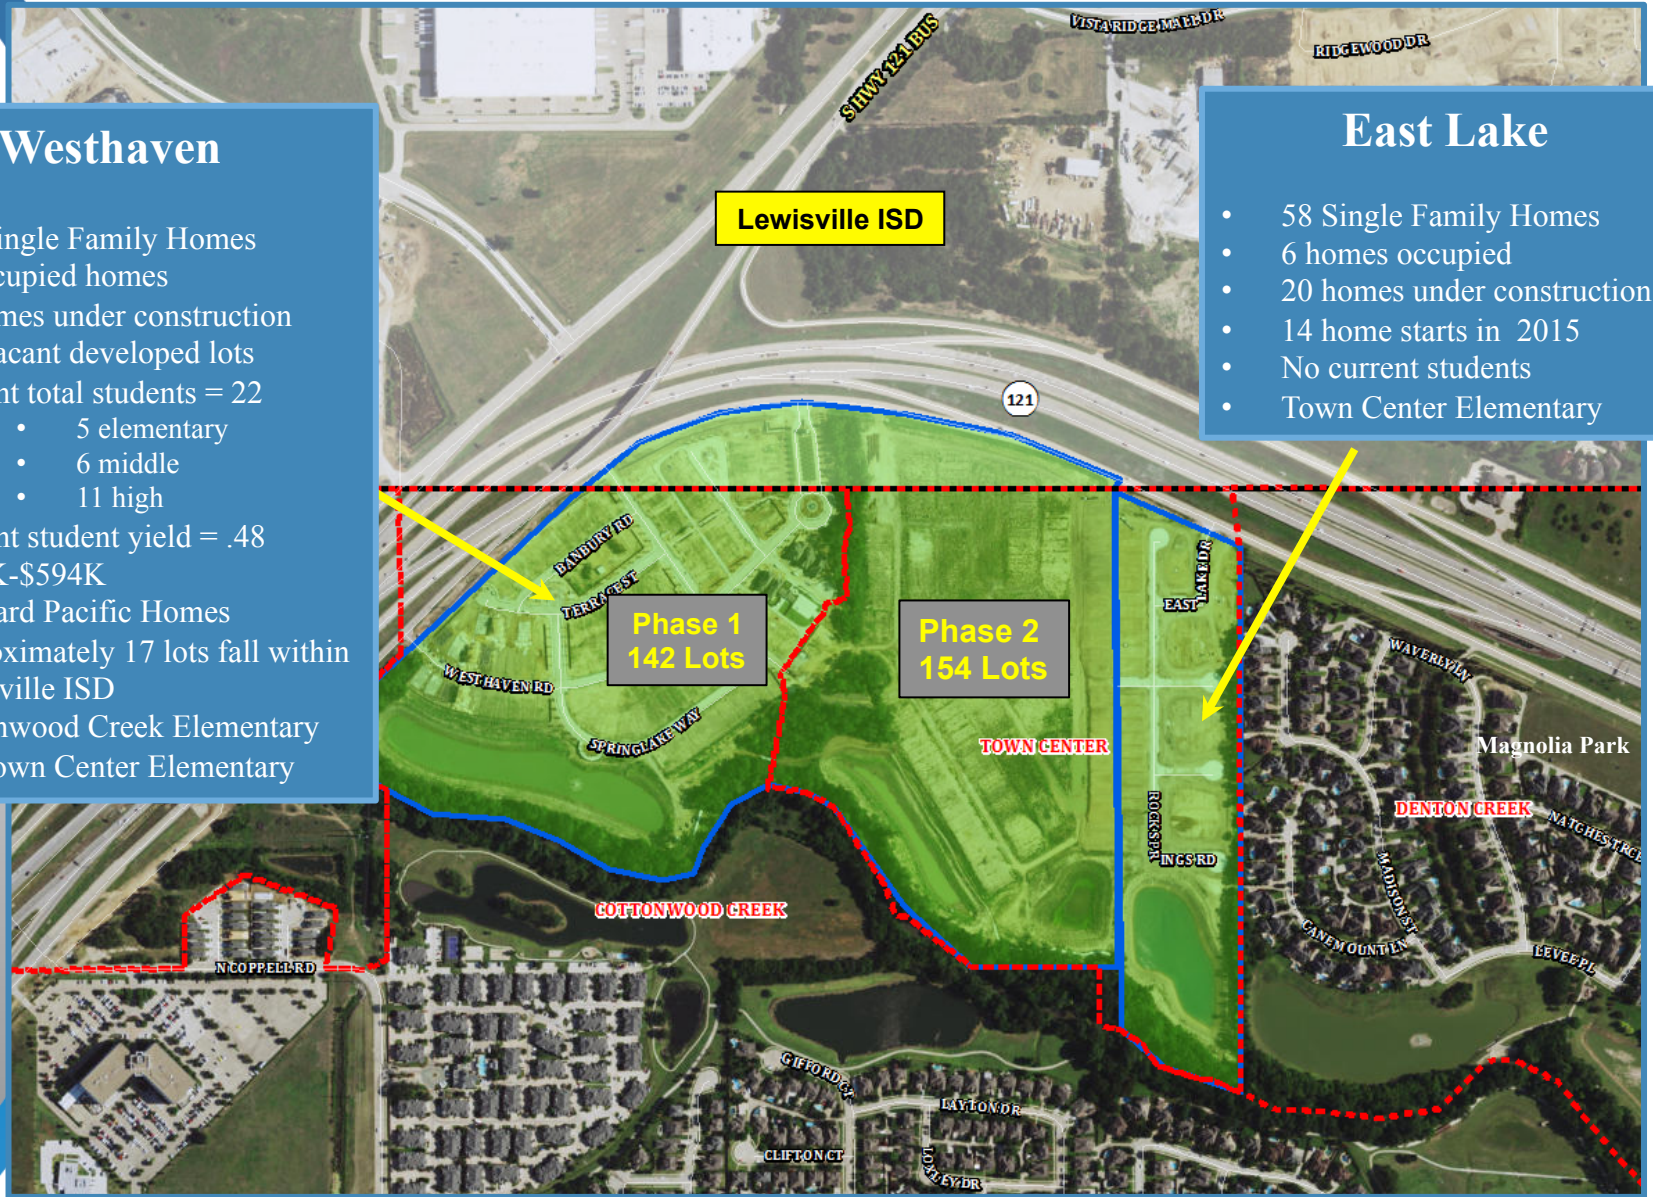 VISTA RIDGE MALL DR
RIDGEWOOD DR
S HWY 121 BUS
Westhaven
ingle Family Homes
cupied homes
mes under construction
acant developed lots
nt total students = 22
• 5 elementary
• 6 middle
• 11 high
nt student yield = .48
K-$594K
ard Pacific Homes
oximately 17 lots fall within
ville ISD
nwood Creek Elementary
own Center Elementary
Lewisville ISD
East Lake
• 58 Single Family Homes
• 6 homes occupied
• 20 homes under construction
• 14 home starts in 2015
• No current students
• Town Center Elementary
121
BANBURY RD
TERRACE ST
Phase 1
142 Lots
WESTHAVEN RD
SPRINGLAKE WAY
Phase 2
154 Lots
EAST LAKE DR
TOWN CENTER
ROCK SPRINGS RD
WAVERLY LN
Magnolia Park
DENTON CREEK
NATCHES TRCE
MADISON ST
CANEMOUNT LN
LEVEE PL
COTTONWOOD CREEK
N COPPELL RD
GIFFORD CT
LAYTON DR
CLIFTON CT
LOXLEY DR